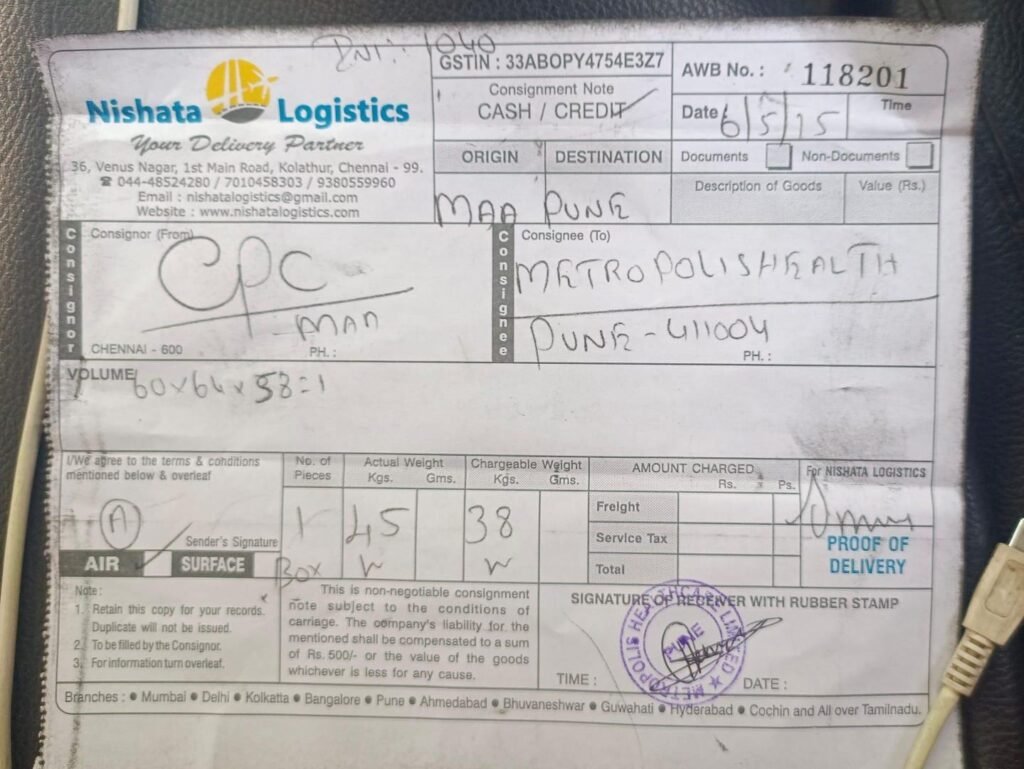 PNT: 1040
Nishata Logistics
Your Delivery Partner
36, Venus Nagar, 1st Main Road, Kolathur, Chennai - 99.
☎ 044-48524280 / 7010458303 / 9380559960
Email : nishatalogistics@gmail.com
Website : www.nishatalogistics.com
GSTIN : 33ABOPY4754E3Z7
Consignment Note
CASH / CREDIT
AWB No. : 118201
Date 6/5/15 Time
ORIGIN DESTINATION
MAA PUNE
Documents Non-Documents
Description of Goods Value (Rs.)
Consignor
Consignor (From)
CPC
MAA
CHENNAI - 600 PH. :
Consignee
Consignee (To)
METROPOLIS HEALTH
PUNE - 411004
PH. :
VOLUME 60x64x58=1
I/We agree to the terms & conditions
mentioned below & overleaf
A
Sender's Signature
AIR SURFACE
No. of Pieces
1
Box
Actual Weight
Kgs. Gms.
45
Chargeable Weight
Kgs. Gms.
38
AMOUNT CHARGED
Rs. Ps.
Freight
Service Tax
Total
For NISHATA LOGISTICS
PROOF OF
DELIVERY
Note :
1. Retain this copy for your records.
Duplicate will not be issued.
2. To be filled by the Consignor.
3. For information turn overleaf.
This is non-negotiable consignment
note subject to the conditions of
carriage. The company's liability for the
mentioned shall be compensated to a sum
of Rs. 500/- or the value of the goods
whichever is less for any cause.
SIGNATURE OF RECEIVER WITH RUBBER STAMP
METROPOLIS HEALTHCARE LIMITED
PUNE
TIME : DATE :
Branches : ● Mumbai ● Delhi ● Kolkatta ● Bangalore ● Pune ● Ahmedabad ● Bhuvaneshwar ● Guwahati ● Hyderabad ● Cochin and All over Tamilnadu.